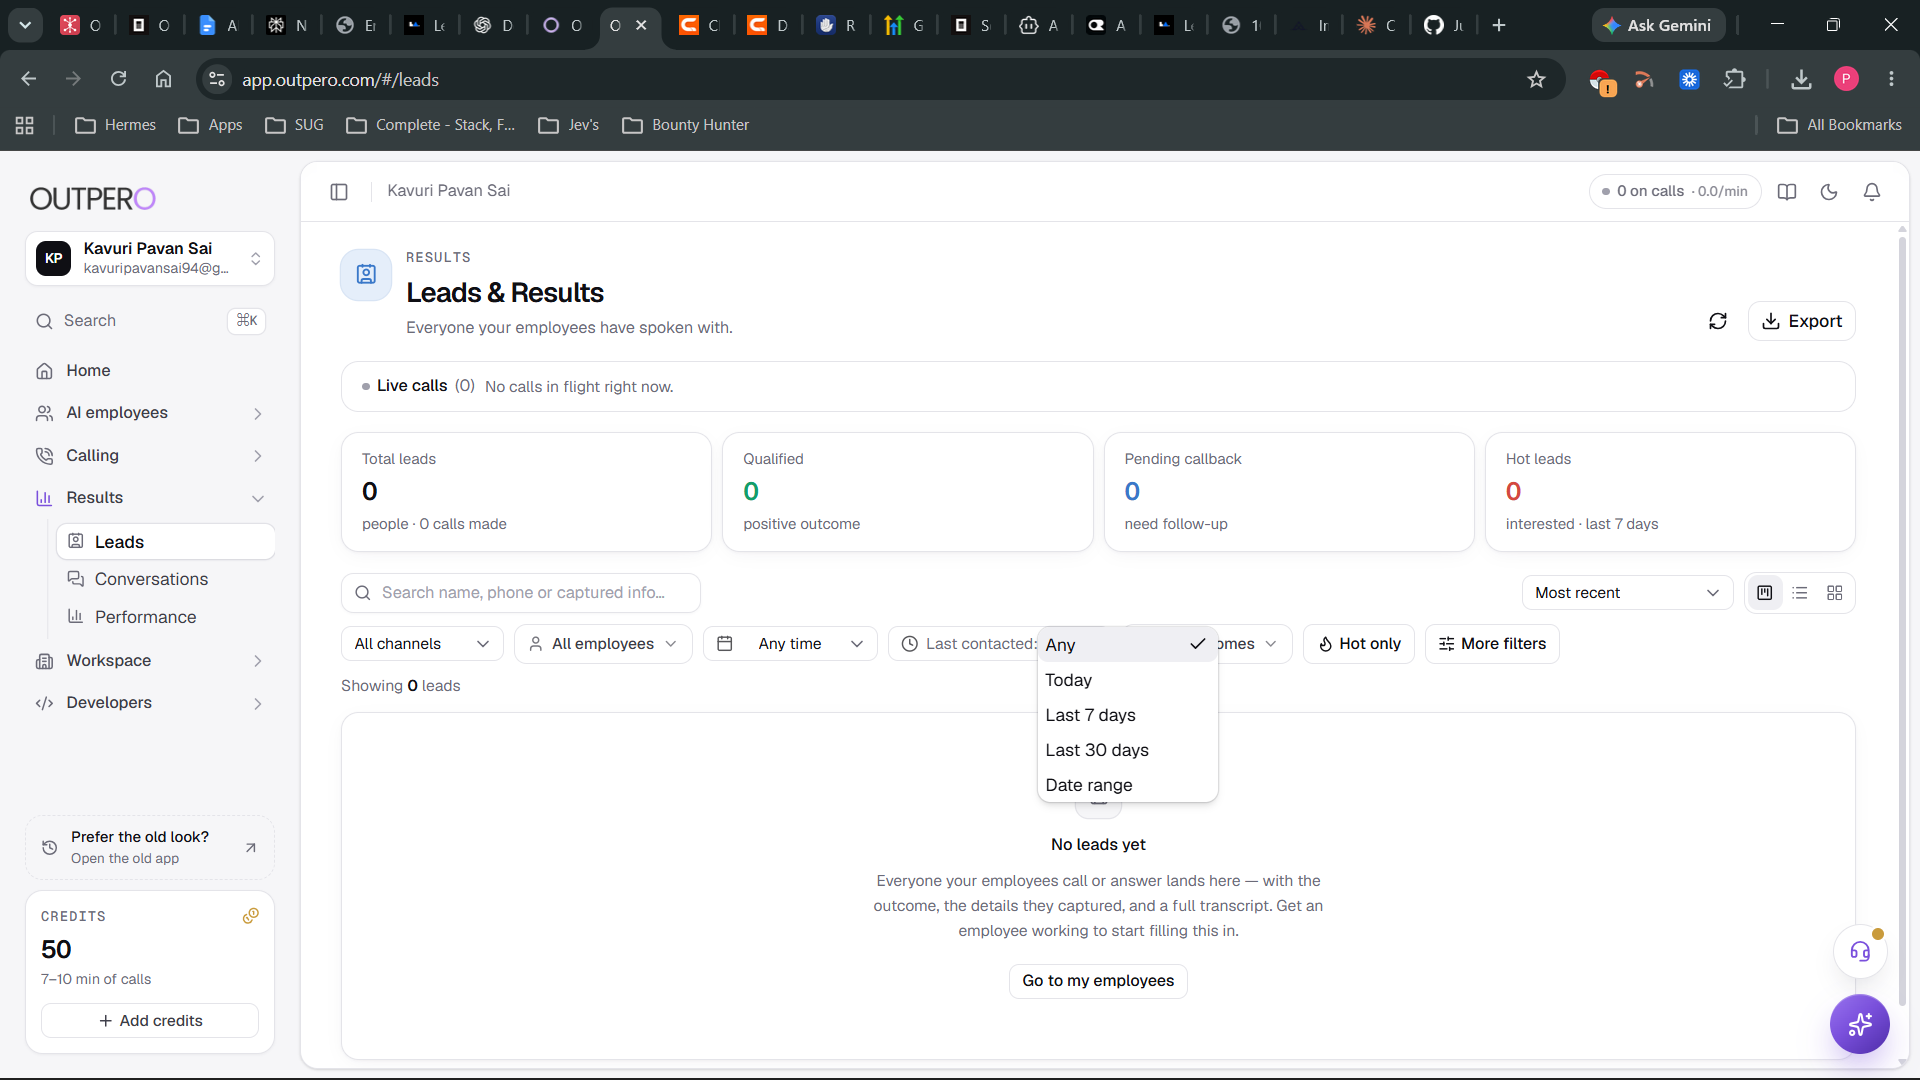 O
O
A
N
Er
Le
D
O
O
C
D
R
G
S
A
A
Le
1
Ir
C
Ju
Ask Gemini
app.outpero.com/#/leads
P
Hermes
Apps
SUG
Complete - Stack, F...
Jev's
Bounty Hunter
All Bookmarks
OUTPERO
KP
Kavuri Pavan Sai
kavuripavansai94@g...
Search
⌘K
Home
AI employees
Calling
Results
Leads
Conversations
Performance
Workspace
Developers
Prefer the old look?
Open the old app
CREDITS
50
7–10 min of calls
+ Add credits
Kavuri Pavan Sai
0 on calls · 0.0/min
RESULTS
Leads & Results
Everyone your employees have spoken with.
Export
Live calls (0) No calls in flight right now.
Total leads
0
people · 0 calls made
Qualified
0
positive outcome
Pending callback
0
need follow-up
Hot leads
0
interested · last 7 days
Search name, phone or captured info...
Most recent
All channels
All employees
Any time
Last contacted:
omes
Hot only
More filters
Any
Today
Last 7 days
Last 30 days
Date range
Showing 0 leads
No leads yet
Everyone your employees call or answer lands here — with the
outcome, the details they captured, and a full transcript. Get an
employee working to start filling this in.
Go to my employees